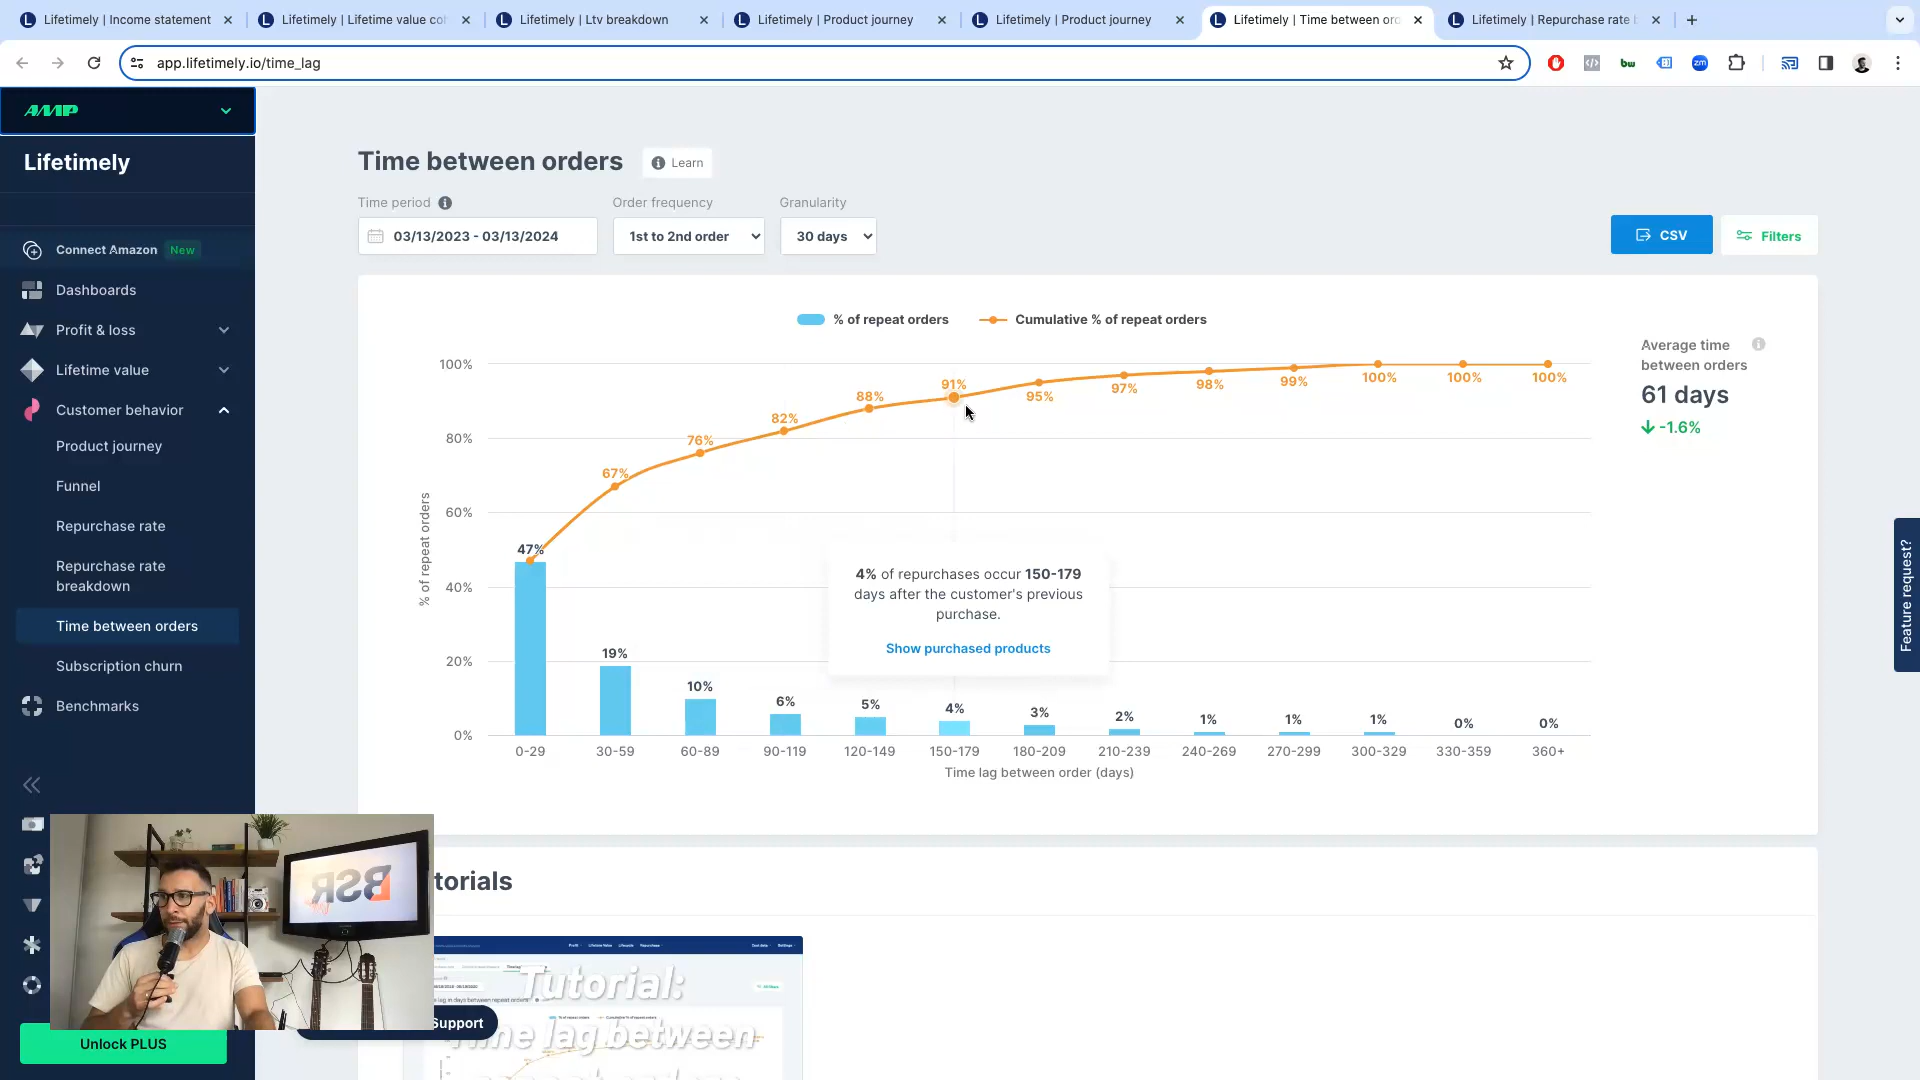 Lifetimely | Income statement
Lifetimely | Lifetime value co
Lifetimely | Ltv breakdown
Lifetimely | Product journey
Lifetimely | Product journey
Lifetimely | Time between ord
Lifetimely | Repurchase rate
app.lifetimely.io/time_lag
bw
zm
AMP
Lifetimely
Connect Amazon New
Dashboards
Profit & loss
Lifetime value
Customer behavior
Product journey
Funnel
Repurchase rate
Repurchase rate
breakdown
Time between orders
Subscription churn
Benchmarks
Unlock PLUS
Time between orders
Learn
Time period
Order frequency
Granularity
03/13/2023 - 03/13/2024
1st to 2nd order
30 days
CSV
Filters
% of repeat orders
Cumulative % of repeat orders
Average time
between orders
61 days
-1.6%
% of repeat orders
100%
80%
60%
40%
20%
0%
47%
67%
76%
82%
88%
91%
95%
97%
98%
99%
100%
100%
100%
19%
10%
6%
5%
4%
3%
2%
1%
1%
1%
0%
0%
4% of repurchases occur 150-179
days after the customer's previous
purchase.
Show purchased products
0-29
30-59
60-89
90-119
120-149
150-179
180-209
210-239
240-269
270-299
300-329
330-359
360+
Time lag between order (days)
Feature request?
torials
Tutorial:
Time lag between
Support
BSR